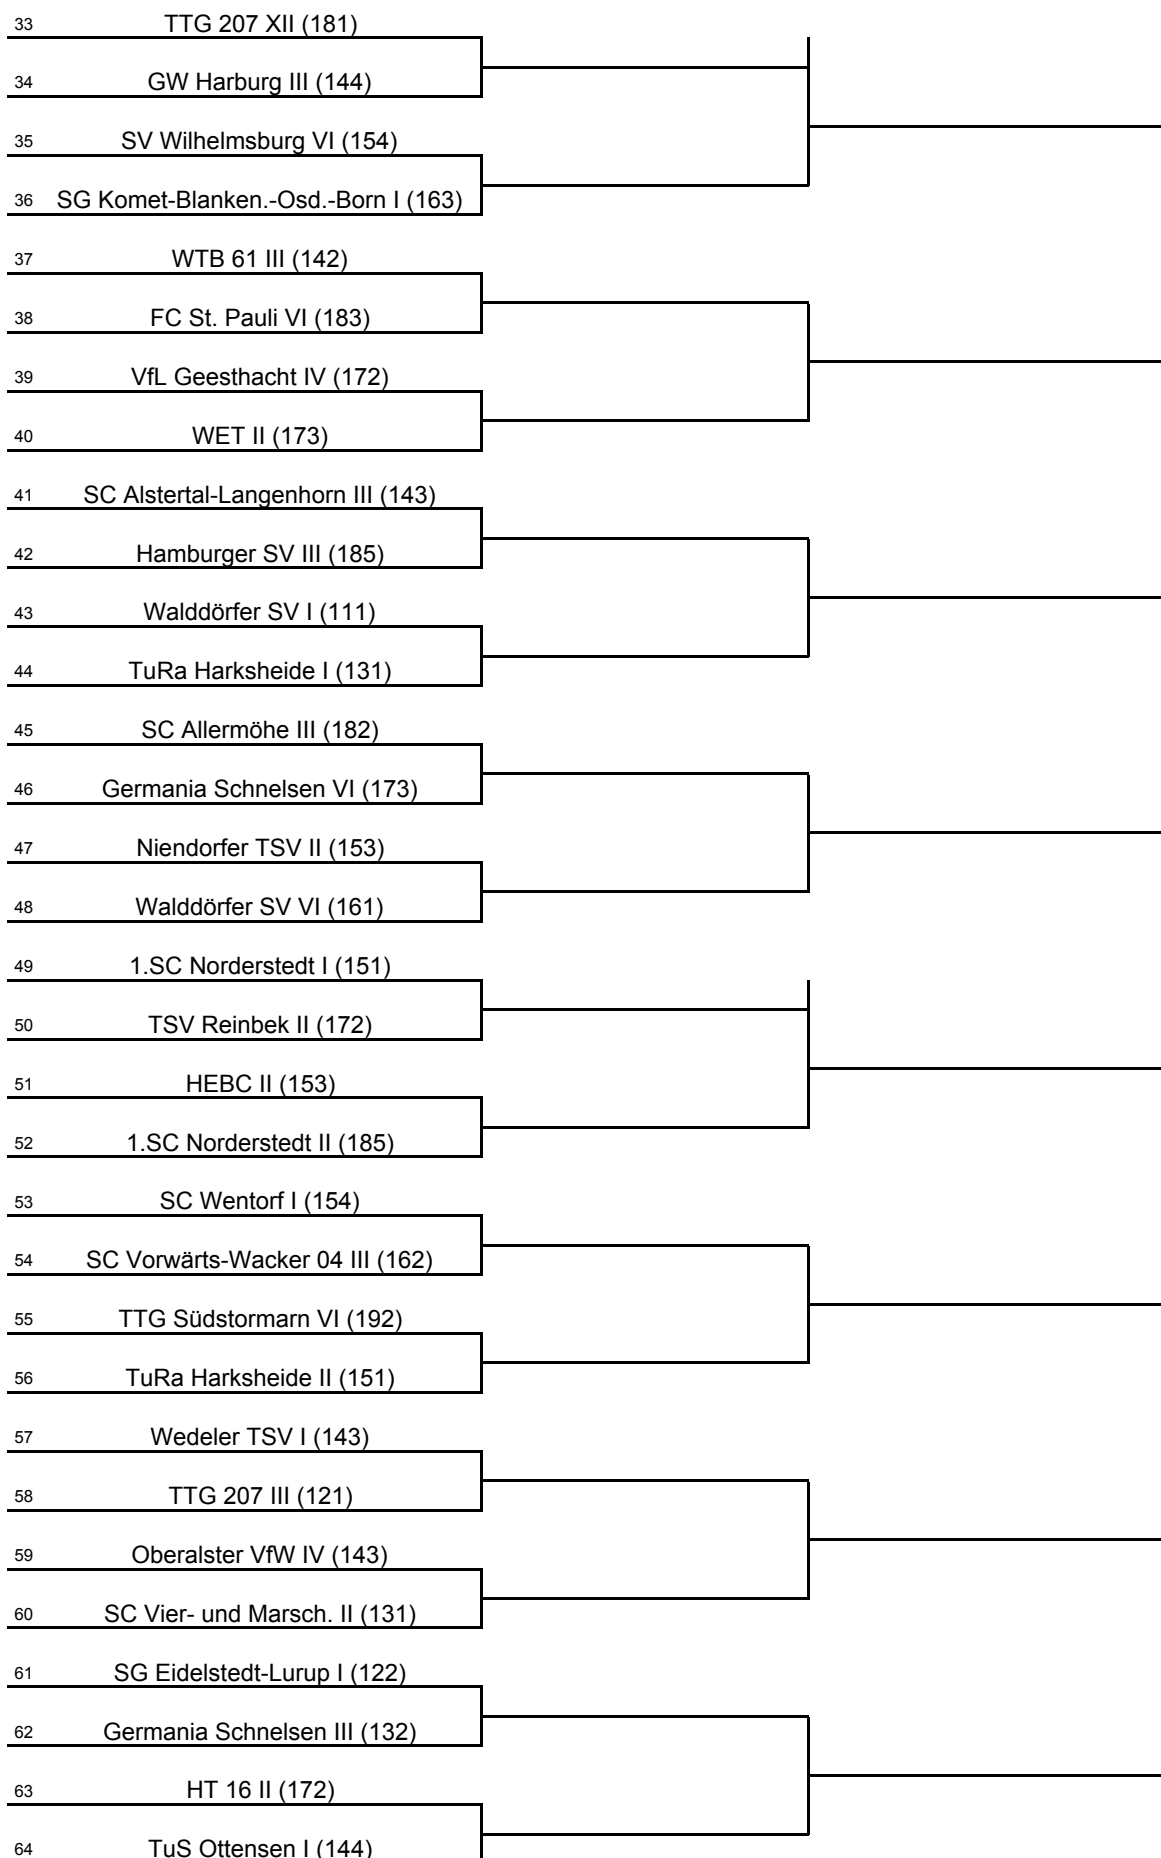 33 TTG 207 XII (181)
34 GW Harburg III (144)
35 SV Wilhelmsburg VI (154)
36 SG Komet-Blanken.-Osd.-Born I (163)
37 WTB 61 III (142)
38 FC St. Pauli VI (183)
39 VfL Geesthacht IV (172)
40 WET II (173)
41 SC Alstertal-Langenhorn III (143)
42 Hamburger SV III (185)
43 Walddörfer SV I (111)
44 TuRa Harksheide I (131)
45 SC Allermöhe III (182)
46 Germania Schnelsen VI (173)
47 Niendorfer TSV II (153)
48 Walddörfer SV VI (161)
49 1.SC Norderstedt I (151)
50 TSV Reinbek II (172)
51 HEBC II (153)
52 1.SC Norderstedt II (185)
53 SC Wentorf I (154)
54 SC Vorwärts-Wacker 04 III (162)
55 TTG Südstormarn VI (192)
56 TuRa Harksheide II (151)
57 Wedeler TSV I (143)
58 TTG 207 III (121)
59 Oberalster VfW IV (143)
60 SC Vier- und Marsch. II (131)
61 SG Eidelstedt-Lurup I (122)
62 Germania Schnelsen III (132)
63 HT 16 II (172)
64 TuS Ottensen I (144)